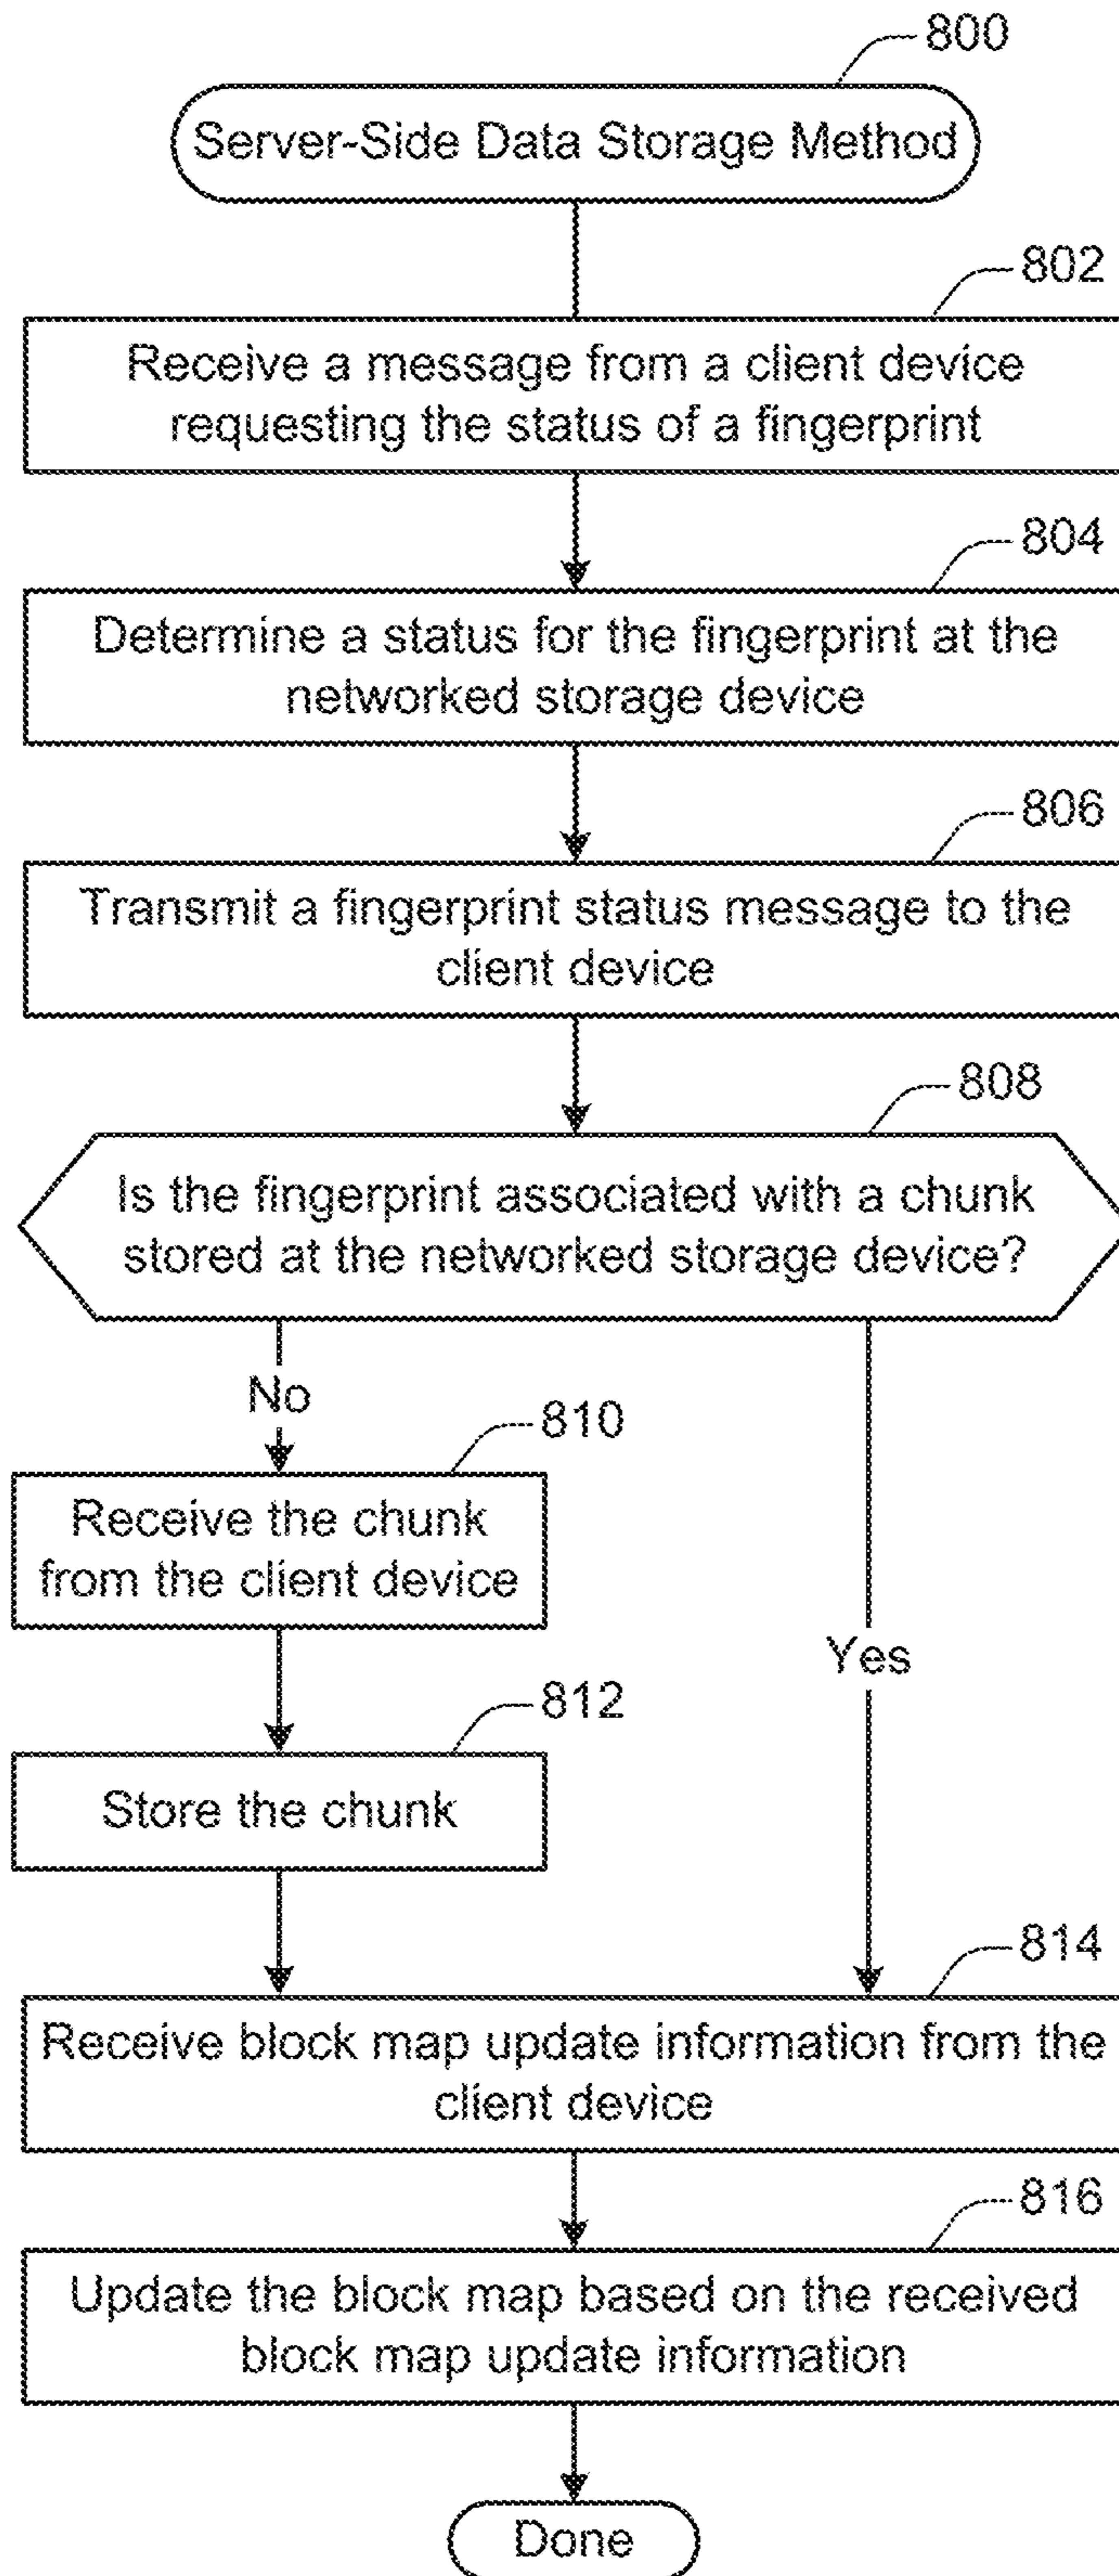 800
Server-Side Data Storage Method
802
Receive a message from a client device
requesting the status of a fingerprint
804
Determine a status for the fingerprint at the
networked storage device
806
Transmit a fingerprint status message to the
client device
808
Is the fingerprint associated with a chunk
stored at the networked storage device?
No
810
Receive the chunk
from the client device
Yes
812
Store the chunk
814
Receive block map update information from the
client device
816
Update the block map based on the received
block map update information
Done